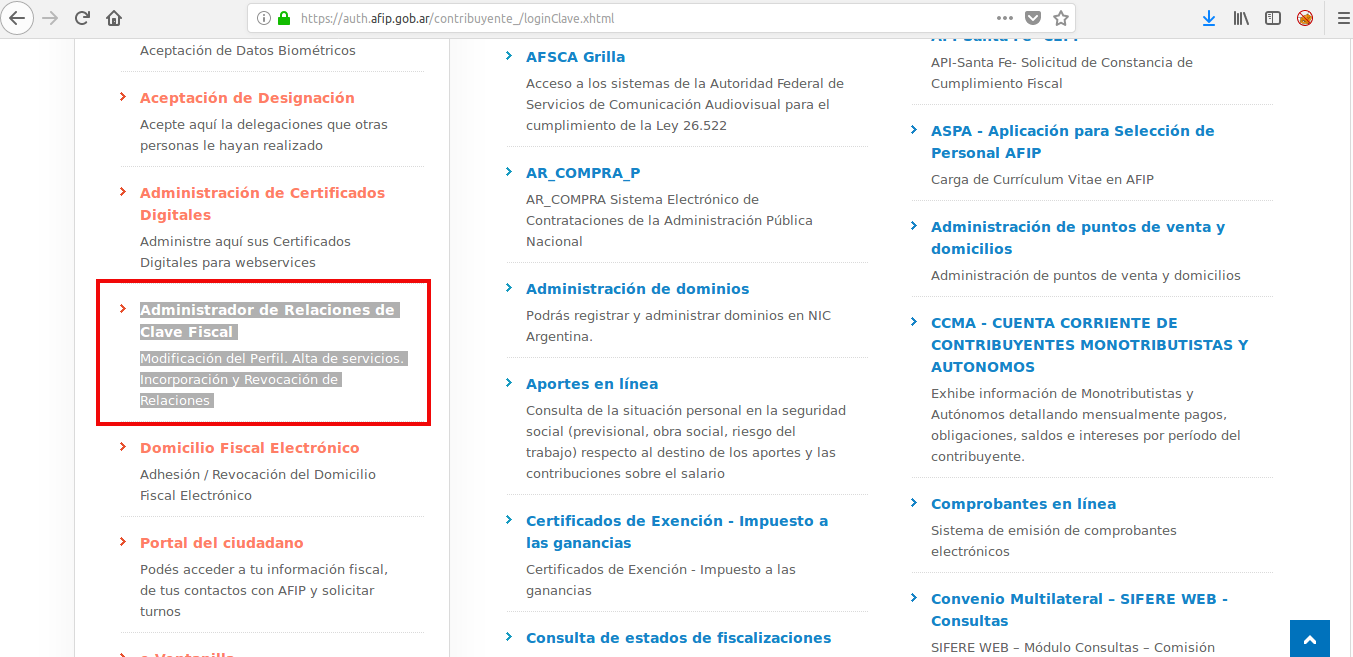 https://auth.afip.gob.ar/contribuyente_/loginClave.xhtml
Aceptación de Datos Biométricos
Aceptación de Designación
Acepte aquí la delegaciones que otras
personas le hayan realizado
Administración de Certificados
Digitales
Administre aquí sus Certificados
Digitales para webservices
Administrador de Relaciones de
Clave Fiscal
Modificación del Perfil. Alta de servicios.
Incorporación y Revocación de
Relaciones
Domicilio Fiscal Electrónico
Adhesión / Revocación del Domicilio
Fiscal Electrónico
Portal del ciudadano
Podés acceder a tu información fiscal,
de tus contactos con AFIP y solicitar
turnos
e-Ventanilla
AFSCA Grilla
Acceso a los sistemas de la Autoridad Federal de
Servicios de Comunicación Audiovisual para el
cumplimiento de la Ley 26.522
AR_COMPRA_P
AR_COMPRA Sistema Electrónico de
Contrataciones de la Administración Pública
Nacional
Administración de dominios
Podrás registrar y administrar dominios en NIC
Argentina.
Aportes en línea
Consulta de la situación personal en la seguridad
social (previsional, obra social, riesgo del
trabajo) respecto al destino de los aportes y las
contribuciones sobre el salario
Certificados de Exención - Impuesto a
las ganancias
Certificados de Exención - Impuesto a las
ganancias
Consulta de estados de fiscalizaciones
API-Santa Fe- Solicitud de Constancia de
Cumplimiento Fiscal
ASPA - Aplicación para Selección de
Personal AFIP
Carga de Currículum Vitae en AFIP
Administración de puntos de venta y
domicilios
Administración de puntos de venta y domicilios
CCMA - CUENTA CORRIENTE DE
CONTRIBUYENTES MONOTRIBUTISTAS Y
AUTONOMOS
Exhibe información de Monotributistas y
Autónomos detallando mensualmente pagos,
obligaciones, saldos e intereses por período del
contribuyente.
Comprobantes en línea
Sistema de emisión de comprobantes
electrónicos
Convenio Multilateral – SIFERE WEB -
Consultas
SIFERE WEB – Módulo Consultas – Comisión